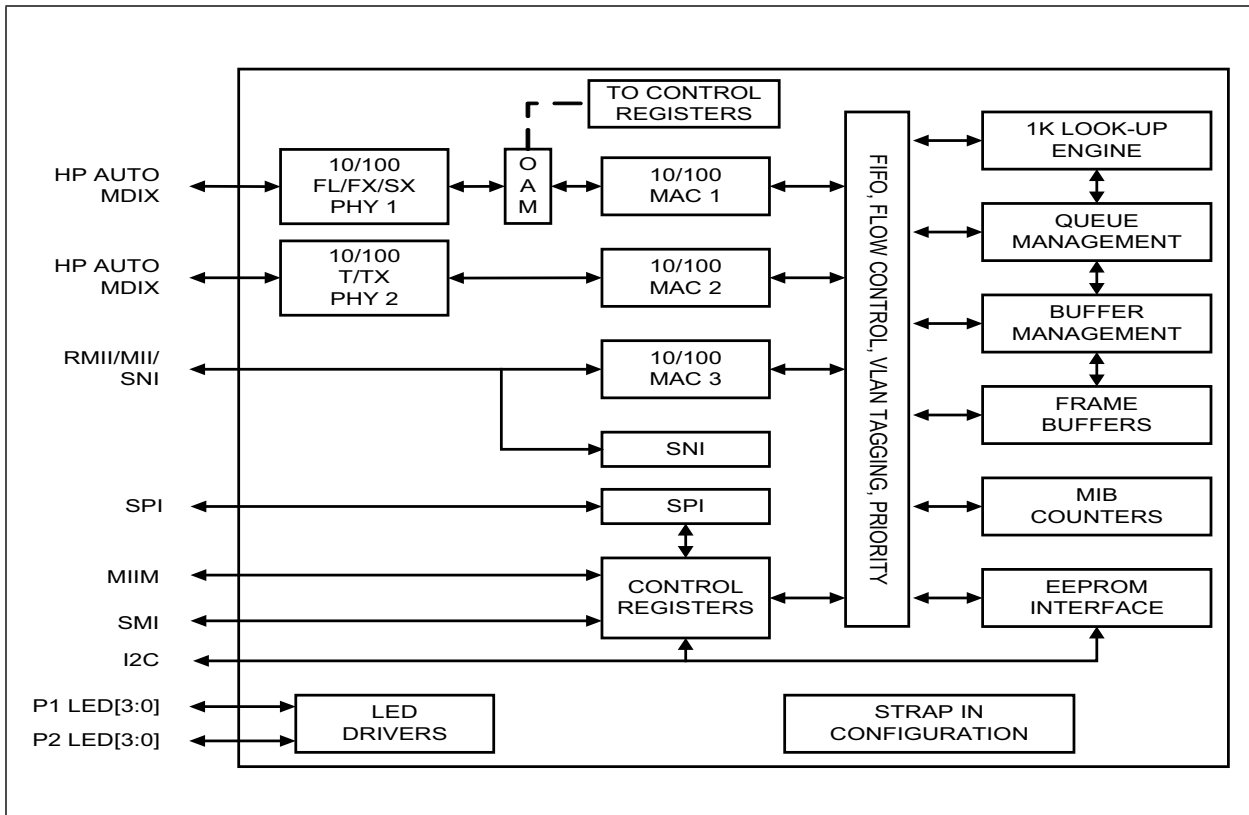 TO CONTROL
REGISTERS
HP AUTO
MDIX
10/100
FL/FX/SX
PHY 1
O
A
M
10/100
MAC 1
HP AUTO
MDIX
10/100
T/TX
PHY 2
10/100
MAC 2
RMII/MII/
SNI
10/100
MAC 3
SNI
SPI
SPI
MIIM
SMI
CONTROL
REGISTERS
I2C
P1 LED[3:0]
P2 LED[3:0]
LED
DRIVERS
FIFO, FLOW CONTROL, VLAN TAGGING, PRIORITY
1K LOOK-UP
ENGINE
QUEUE
MANAGEMENT
BUFFER
MANAGEMENT
FRAME
BUFFERS
MIB
COUNTERS
EEPROM
INTERFACE
STRAP IN
CONFIGURATION